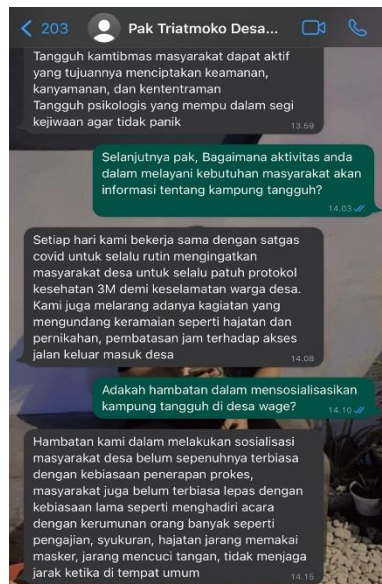 203
Pak Triatmoko Desa...
Tangguh kamtibmas masyarakat dapat aktif
yang tujuannya menciptakan keamanan,
kanyamanan, dan kententraman
Tangguh psikologis yang mempu dalam segi
kejiwaan agar tidak panik
13.59
Selanjutnya pak, Bagaimana aktivitas anda
dalam melayani kebutuhan masyarakat akan
informasi tentang kampung tangguh?
14.03
Setiap hari kami bekerja sama dengan satgas
covid untuk selalu rutin mengingatkan
masyarakat desa untuk selalu patuh protokol
kesehatan 3M demi keselamatan warga desa.
Kami juga melarang adanya kagiatan yang
mengundang keramaian seperti hajatan dan
pernikahan, pembatasan jam terhadap akses
jalan keluar masuk desa
14.08
Adakah hambatan dalam mensosialisasikan
kampung tangguh di desa wage?
14.10
Hambatan kami dalam melakukan sosialisasi
masyarakat desa belum sepenuhnya terbiasa
dengan kebiasaan penerapan prokes,
masyarakat juga belum terbiasa lepas dengan
kebiasaan lama seperti menghadiri acara
dengan kerumunan orang banyak seperti
pengajian, syukuran, hajatan jarang memakai
masker, jarang mencuci tangan, tidak menjaga
jarak ketika di tempat umum
14.15